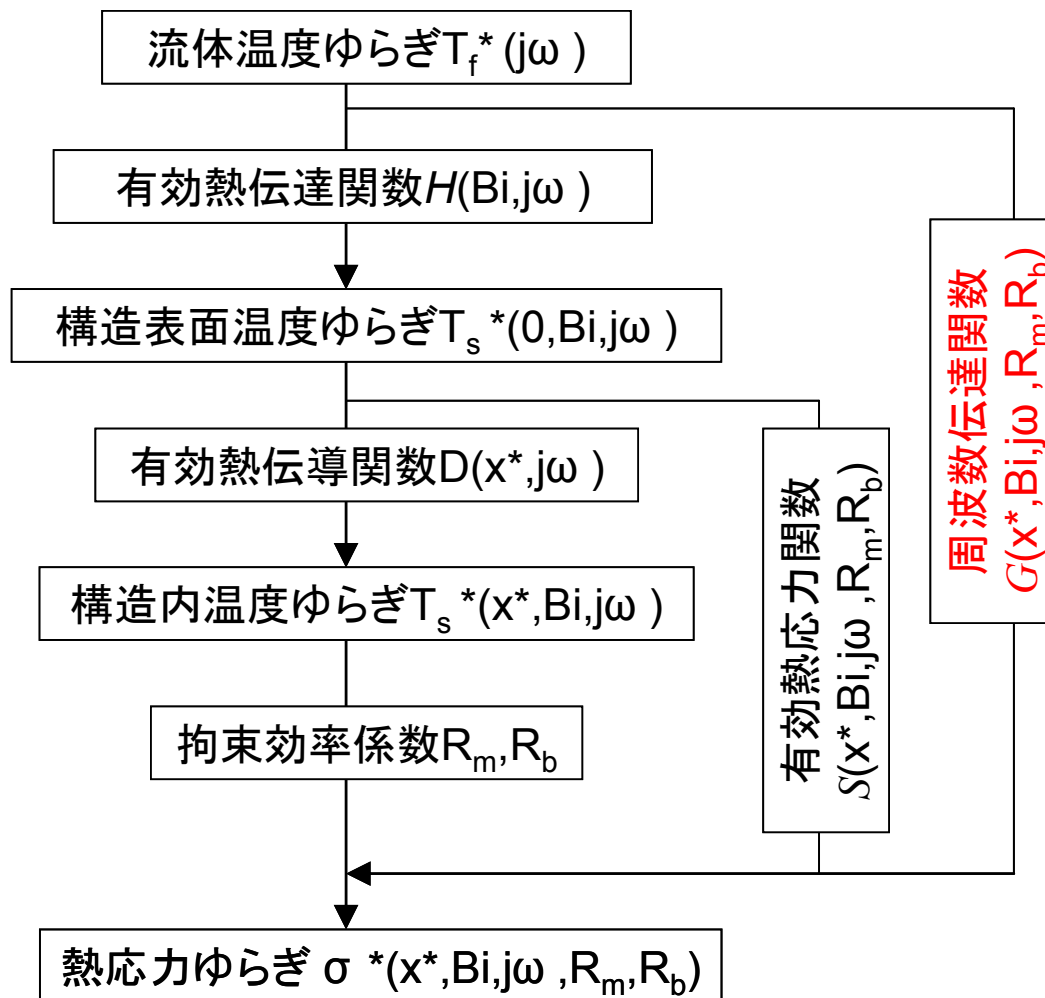 流体温度ゆらぎT_f* (jω )
有効熱伝達関数H(Bi,jω )
構造表面温度ゆらぎT_s *(0,Bi,jω )
有効熱伝導関数D(x*,jω )
構造内温度ゆらぎT_s *(x*,Bi,jω )
拘束効率係数R_m,R_b
熱応力ゆらぎ σ *(x*,Bi,jω ,R_m,R_b)
有効熱応力関数
S(x*,Bi,jω ,R_m,R_b)
周波数伝達関数
G(x*,Bi,jω ,R_m,R_b)